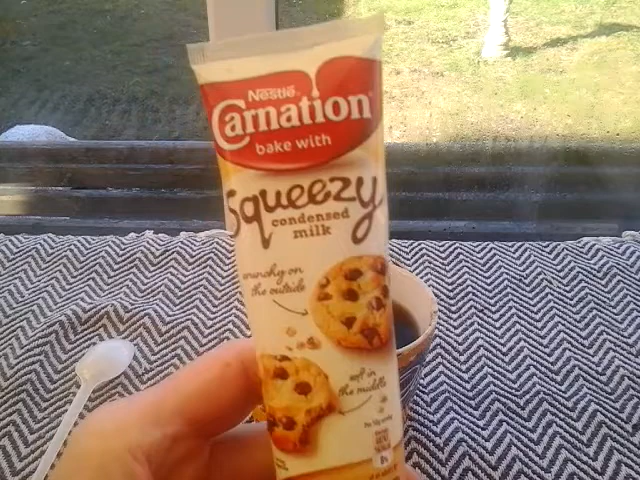 Nestlé
Carnation
bake with
Squeezy
condensed
milk
crunchy on
the outside
soft in
the middle